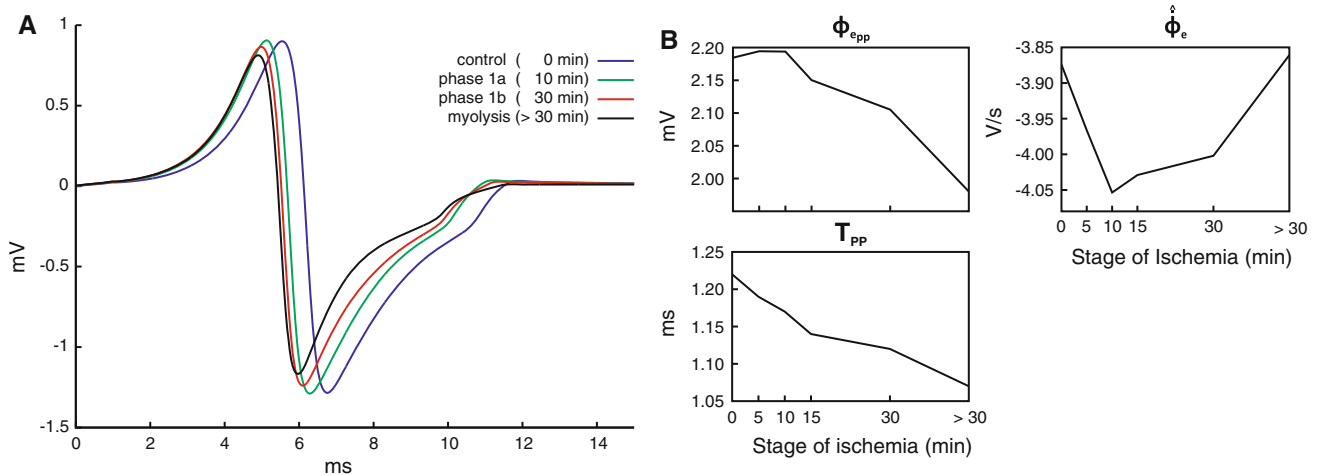 A
1
0.5
0
-0.5
-1
-1.5
mV
0 2 4 6 8 10 12 14
ms
control ( 0 min)
phase 1a ( 10 min)
phase 1b ( 30 min)
myolysis (> 30 min)
B
ϕepp
2.20
2.15
2.10
2.05
2.00
mV
TPP
1.25
1.20
1.15
1.10
1.05
ms
0 5 10 15 30 > 30
Stage of ischemia (min)
ϕ̇̂e
-3.85
-3.90
-3.95
-4.00
-4.05
V/s
0 5 10 15 30 > 30
Stage of Ischemia (min)